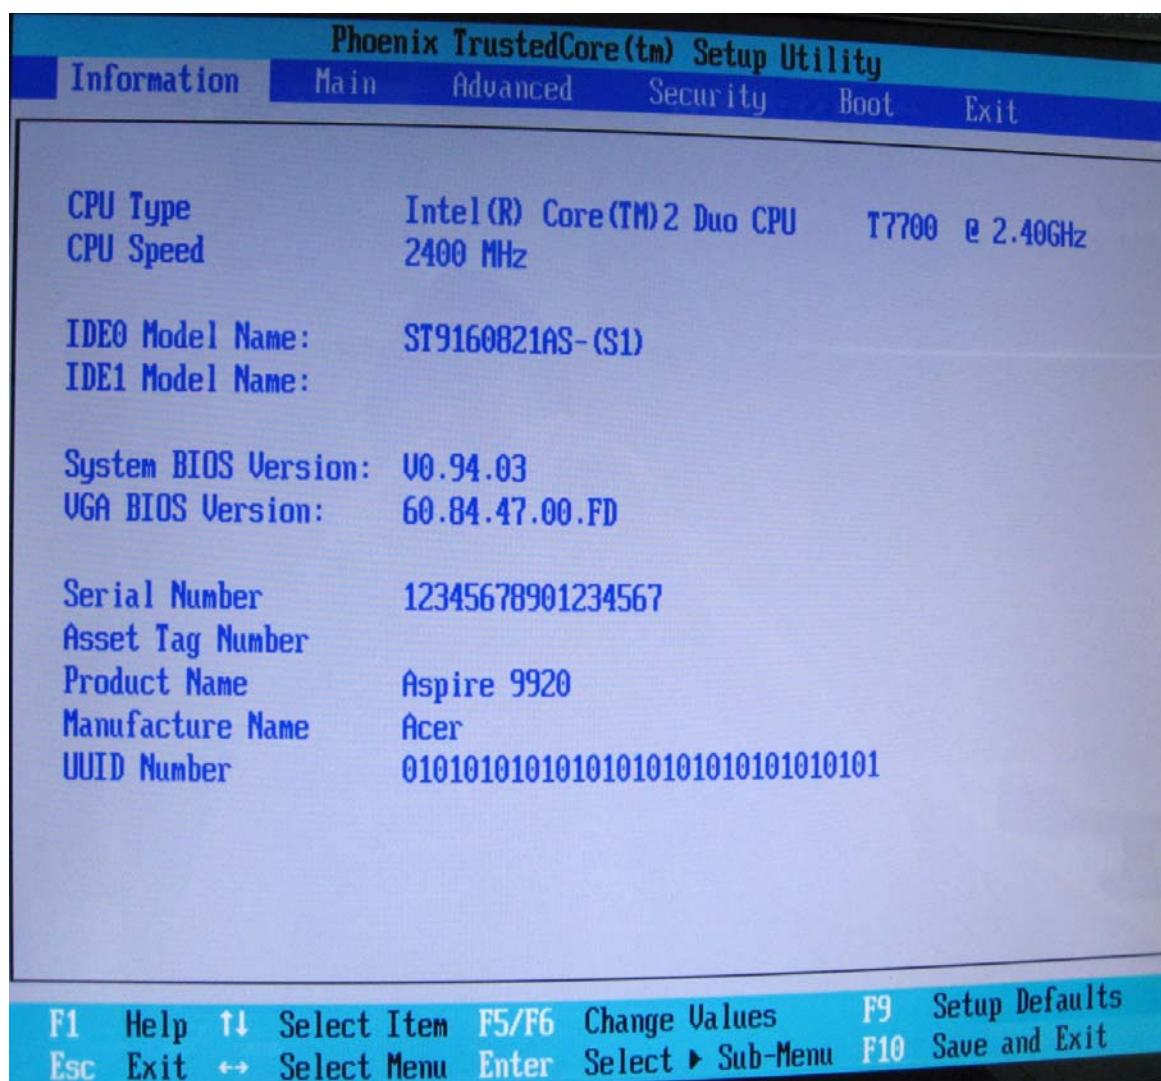 Phoenix TrustedCore(tm) Setup Utility
Information Main Advanced Security Boot Exit
CPU Type Intel(R) Core(TM)2 Duo CPU T7700 @ 2.40GHz
CPU Speed 2400 MHz
IDE0 Model Name: ST9160821AS-(S1)
IDE1 Model Name:
System BIOS Version: V0.94.03
VGA BIOS Version: 60.84.47.00.FD
Serial Number 12345678901234567
Asset Tag Number
Product Name Aspire 9920
Manufacture Name Acer
UUID Number 01010101010101010101010101010101
F1 Help ↑↓ Select Item F5/F6 Change Values F9 Setup Defaults
Esc Exit ↔ Select Menu Enter Select ▶ Sub-Menu F10 Save and Exit